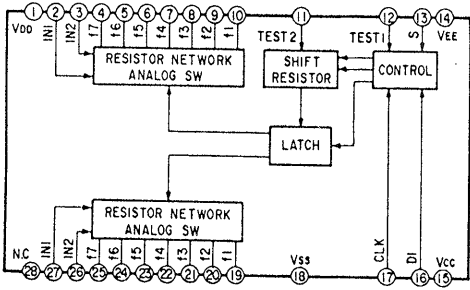 1 2 3 4 5 6 7 8 9 10 11 12 13 14
VDD IN1 IN2 f7 f6 f5 f4 f3 f2 f1 TEST2 TEST1 S VEE
RESISTOR NETWORK
ANALOG SW
SHIFT
RESISTOR
CONTROL
LATCH
RESISTOR NETWORK
ANALOG SW
N.C IN1 IN2 f7 f6 f5 f4 f3 f2 f1 VSS CLK DI VCC
28 27 26 25 24 23 22 21 20 19 18 17 16 15